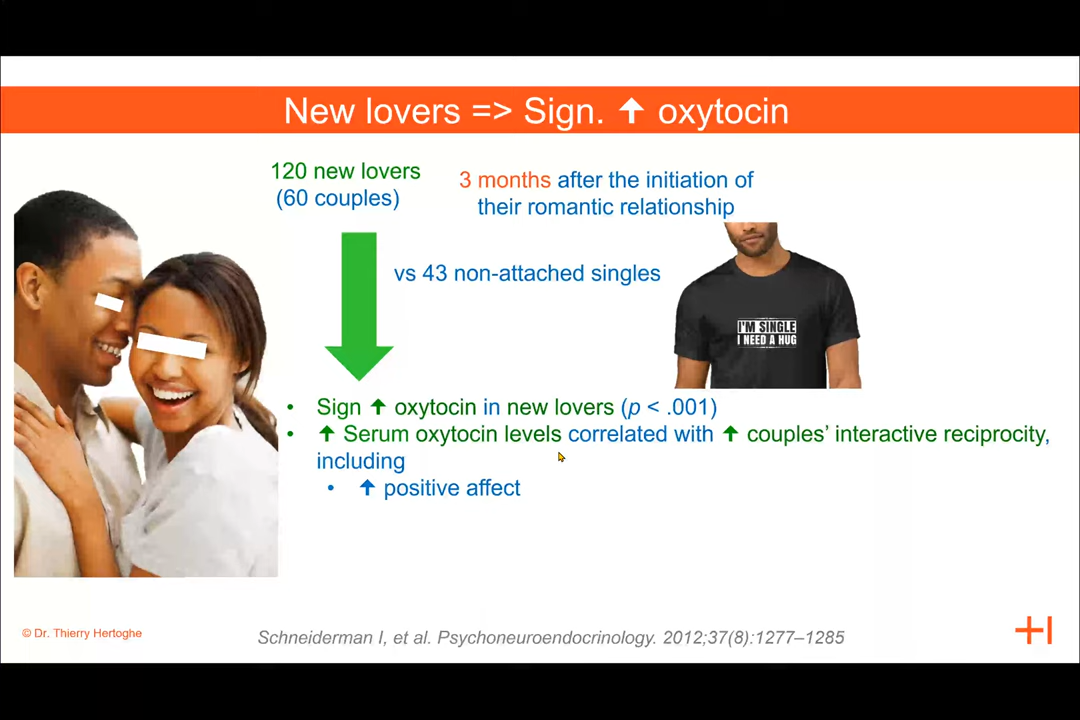 New lovers => Sign. ↑ oxytocin
120 new lovers
(60 couples)
3 months after the initiation of
their romantic relationship
vs 43 non-attached singles
I'M SINGLE
I NEED A HUG
• Sign ↑ oxytocin in new lovers (p < .001)
• ↑ Serum oxytocin levels correlated with ↑ couples’ interactive reciprocity,
including
• ↑ positive affect
© Dr. Thierry Hertoghe
Schneiderman I, et al. Psychoneuroendocrinology. 2012;37(8):1277–1285